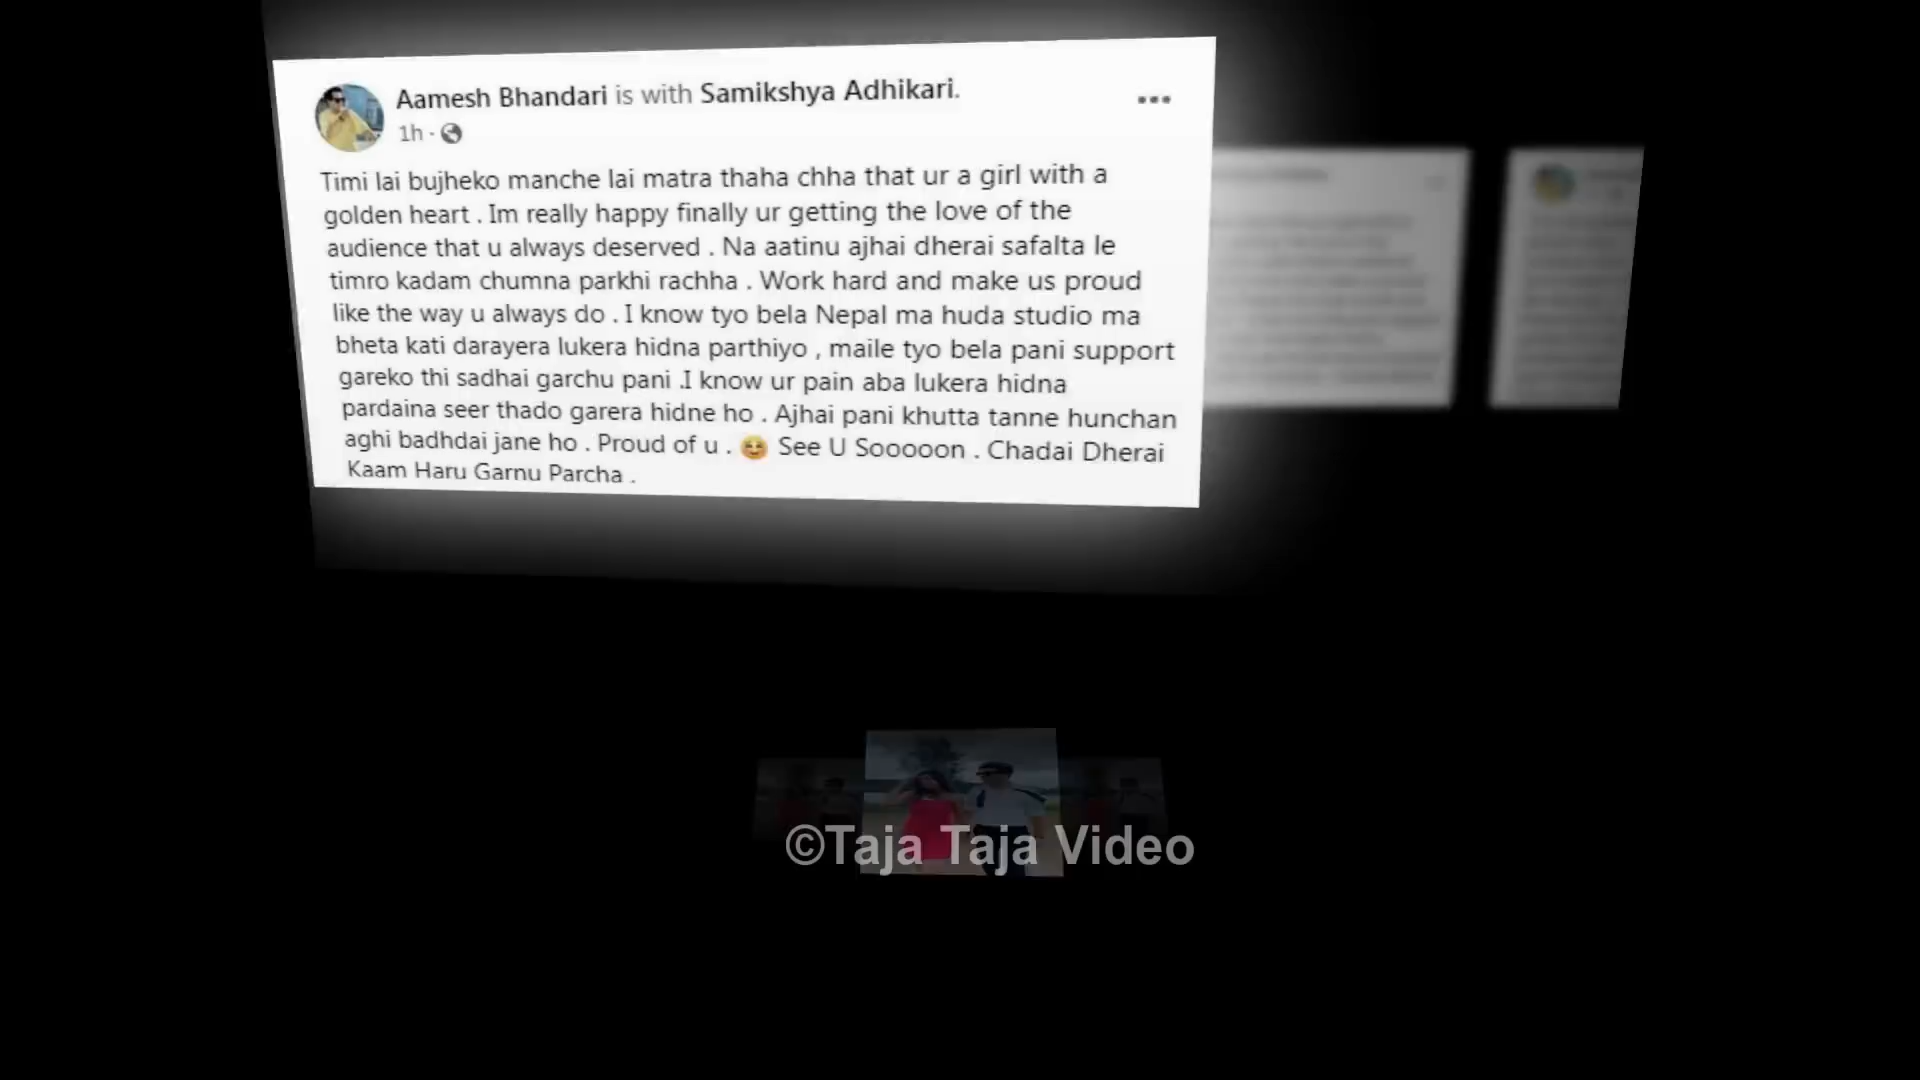 Aamesh Bhandari is with Samikshya Adhikari.
1h ·
Timi lai bujheko manche lai matra thaha chha that ur a girl with a
golden heart . Im really happy finally ur getting the love of the
audience that u always deserved . Na aatinu ajhai dherai safalta le
timro kadam chumna parkhi rachha . Work hard and make us proud
like the way u always do . I know tyo bela Nepal ma huda studio ma
bheta kati darayera lukera hidna parthiyo , maile tyo bela pani support
gareko thi sadhai garchu pani .I know ur pain aba lukera hidna
pardaina seer thado garera hidne ho . Ajhai pani khutta tanne hunchan
aghi badhdai jane ho . Proud of u . 😊 See U Sooooon . Chadai Dherai
Kaam Haru Garnu Parcha .
©Taja Taja Video